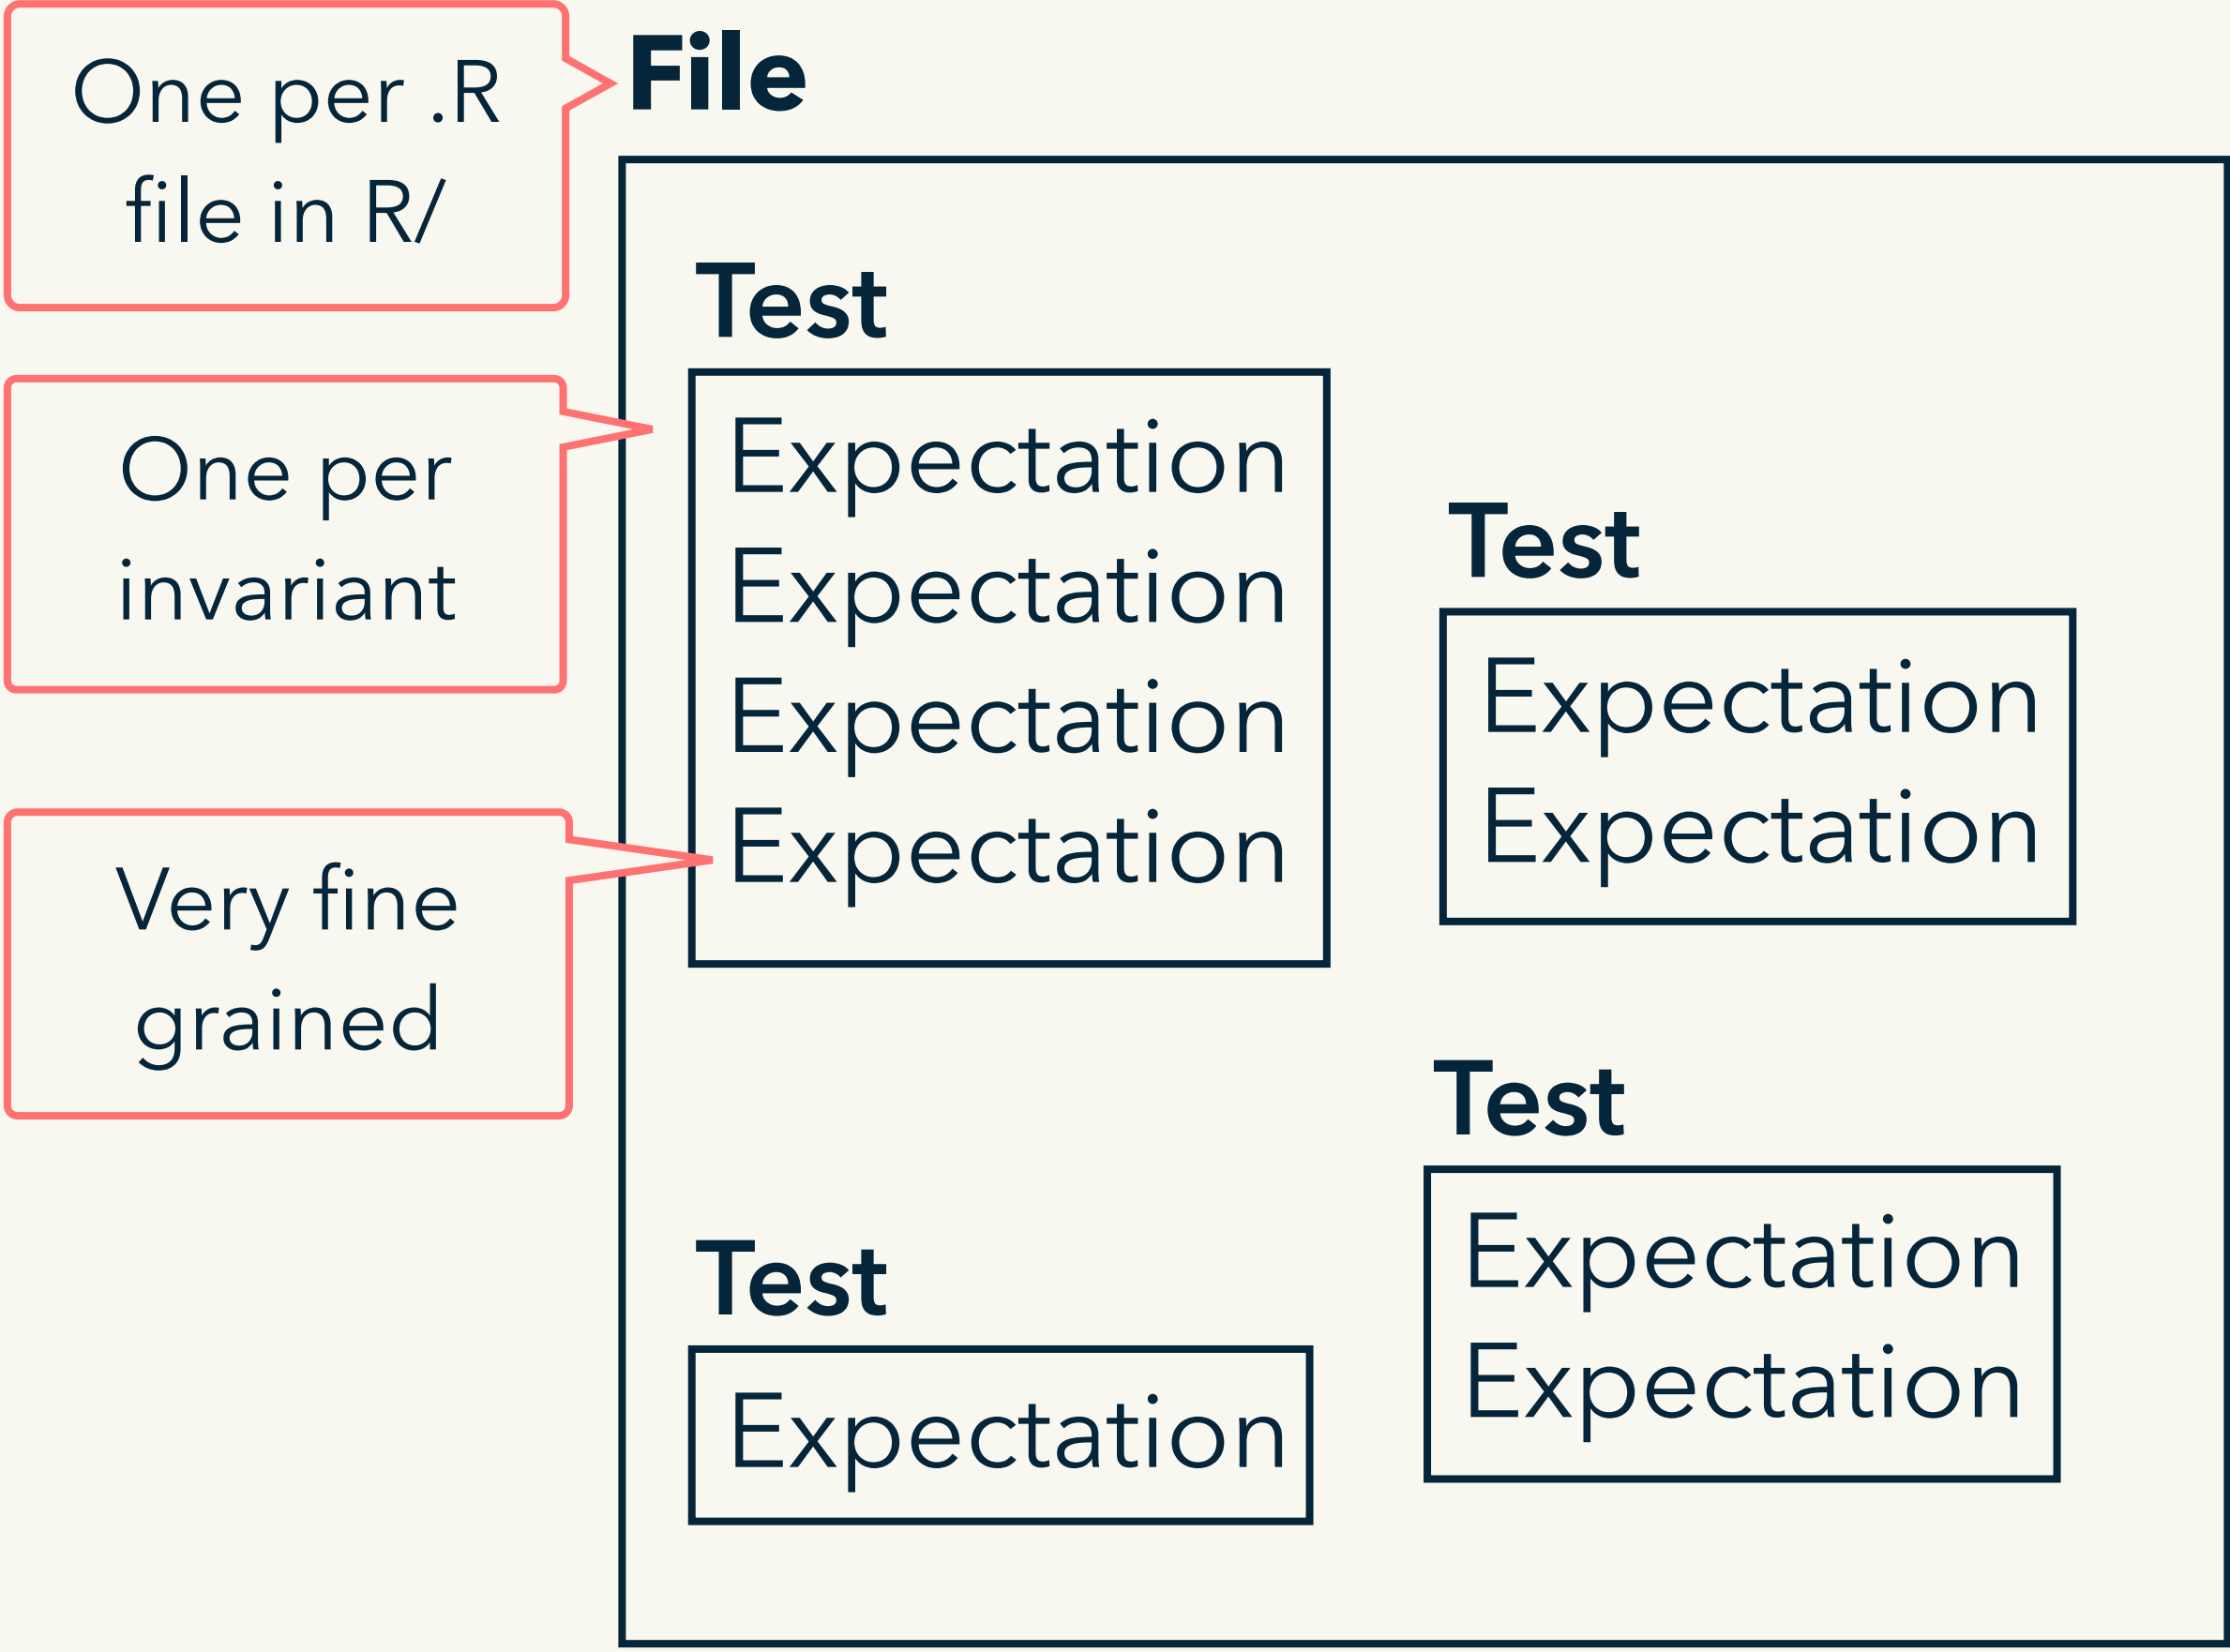 One per .R
file in R/
File
Test
One per
invariant
Expectation
Expectation
Expectation
Expectation
Very fine
grained
Test
Expectation
Expectation
Test
Expectation
Expectation
Test
Expectation